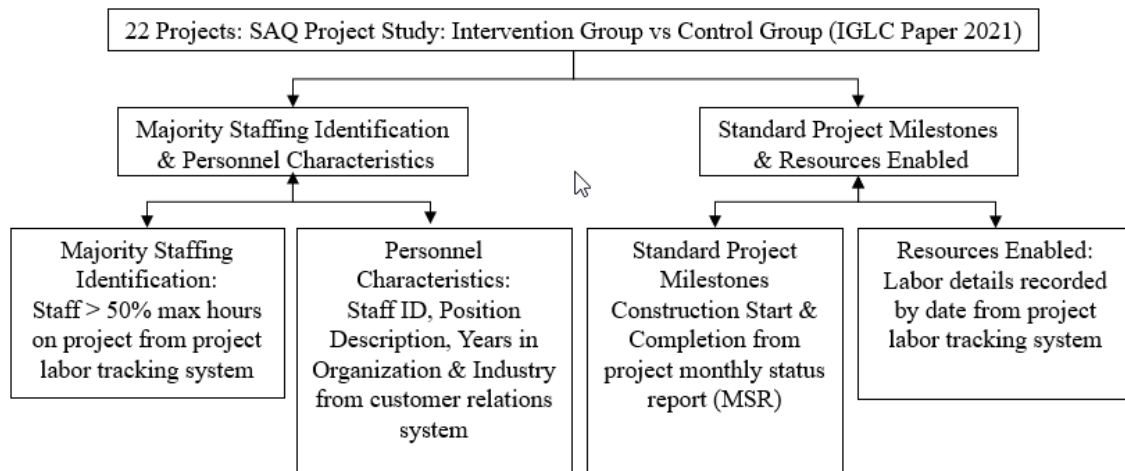 22 Projects: SAQ Project Study: Intervention Group vs Control Group (IGLC Paper 2021)
Majority Staffing Identification
& Personnel Characteristics
Standard Project Milestones
& Resources Enabled
Majority Staffing
Identification:
Staff > 50% max hours
on project from project
labor tracking system
Personnel
Characteristics:
Staff ID, Position
Description, Years in
Organization & Industry
from customer relations
system
Standard Project
Milestones
Construction Start &
Completion from
project monthly status
report (MSR)
Resources Enabled:
Labor details recorded
by date from project
labor tracking system